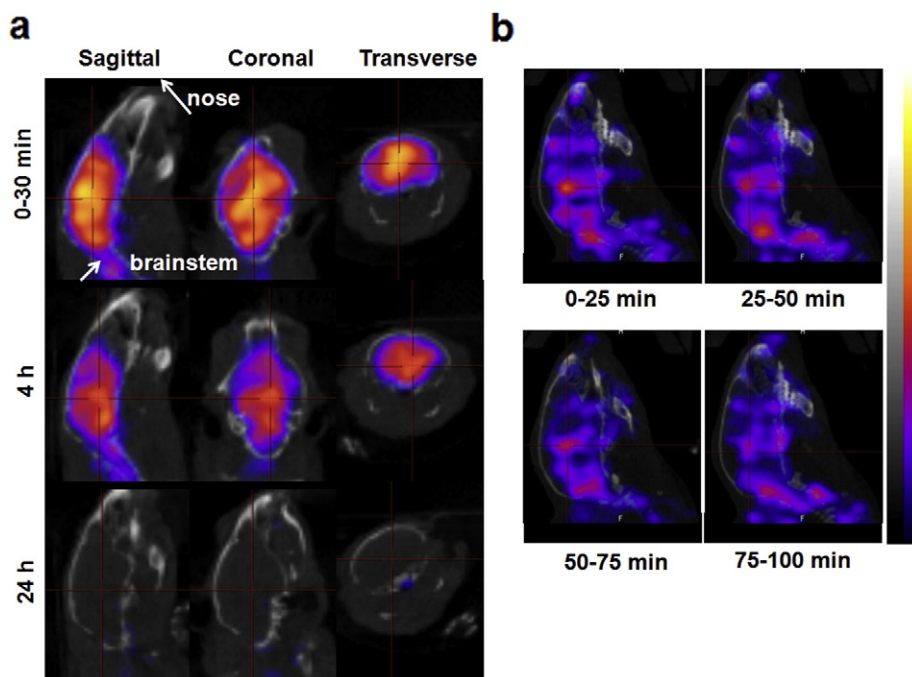 a
Sagittal Coronal Transverse
0-30 min
nose
brainstem
4 h
24 h
b
F
0-25 min
F
25-50 min
F
50-75 min
F
75-100 min